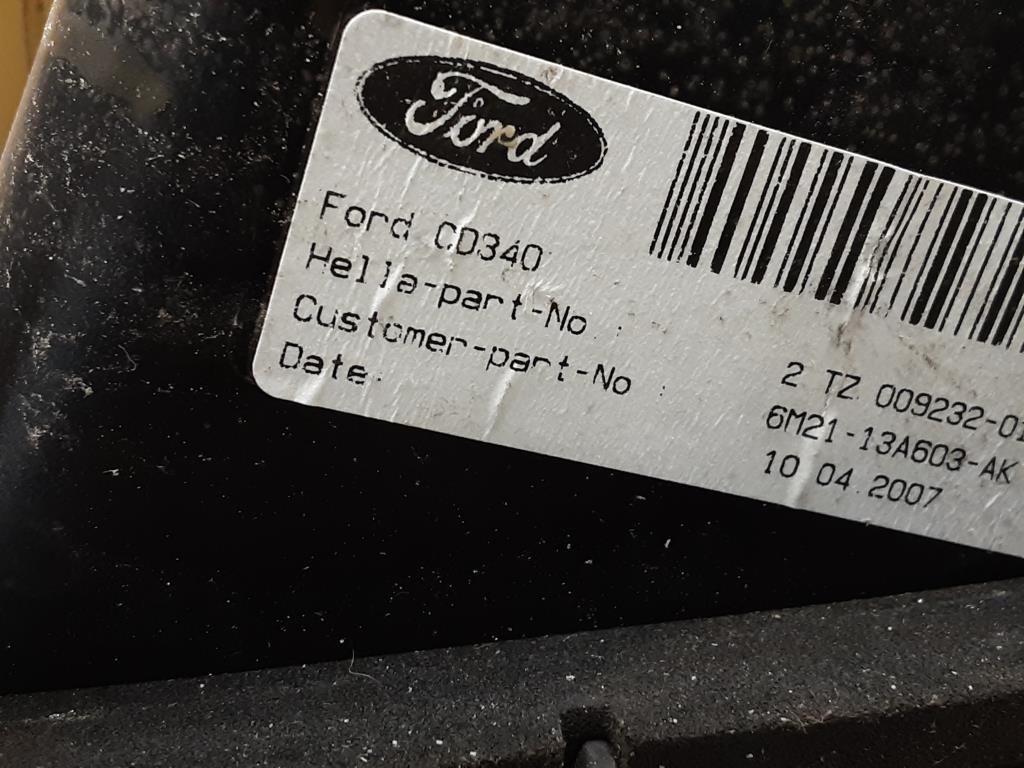 Ford
Ford CD340
Hella-part-No : 2 TZ 009232-01
Customer-part-No : 6M21-13A603-AK
Date: 10 04 2007